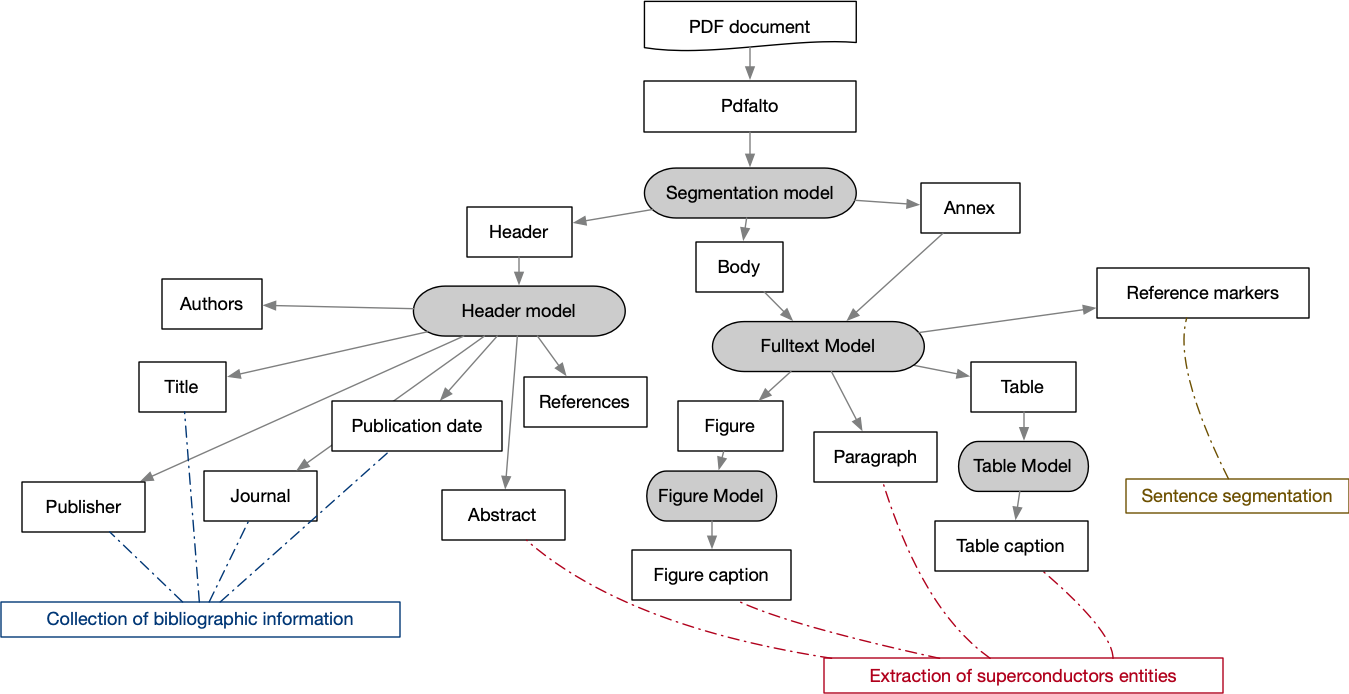 PDF document
Pdfalto
Segmentation model
Annex
Header
Body
Reference markers
Authors
Header model
Fulltext Model
Title
Table
References
Publication date
Figure
Paragraph
Table Model
Publisher
Journal
Abstract
Figure Model
Sentence segmentation
Table caption
Figure caption
Collection of bibliographic information
Extraction of superconductors entities